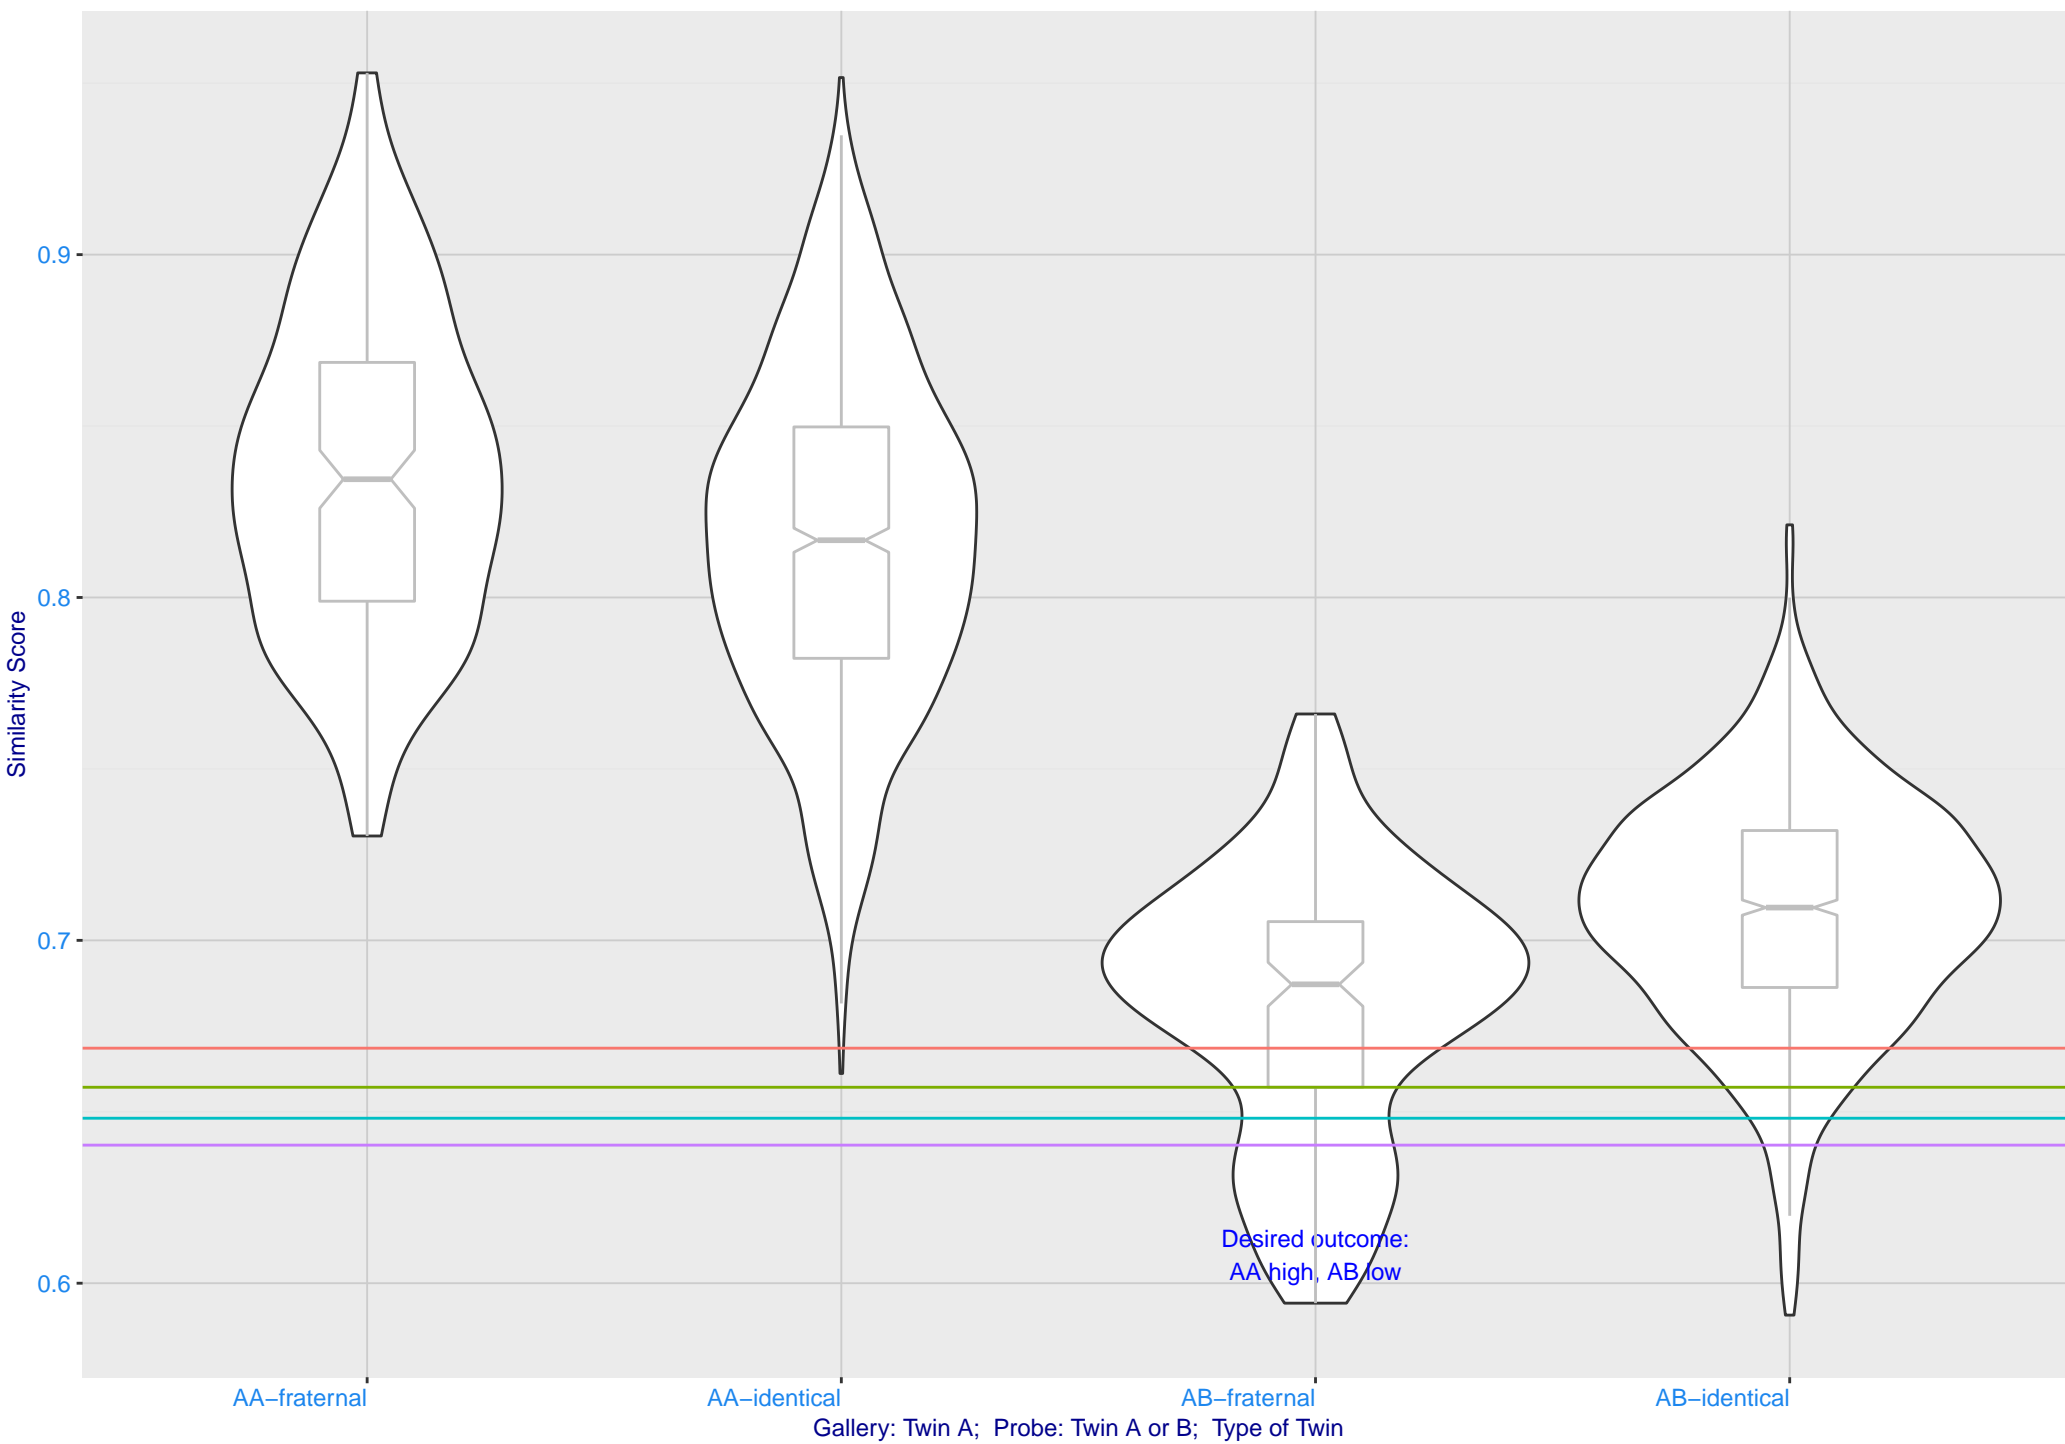 Similarity Score
0.9
0.8
0.7
0.6
Desired outcome:
AA high, AB low
AA−fraternal
AA−identical
AB−fraternal
AB−identical
Gallery: Twin A;  Probe: Twin A or B;  Type of Twin